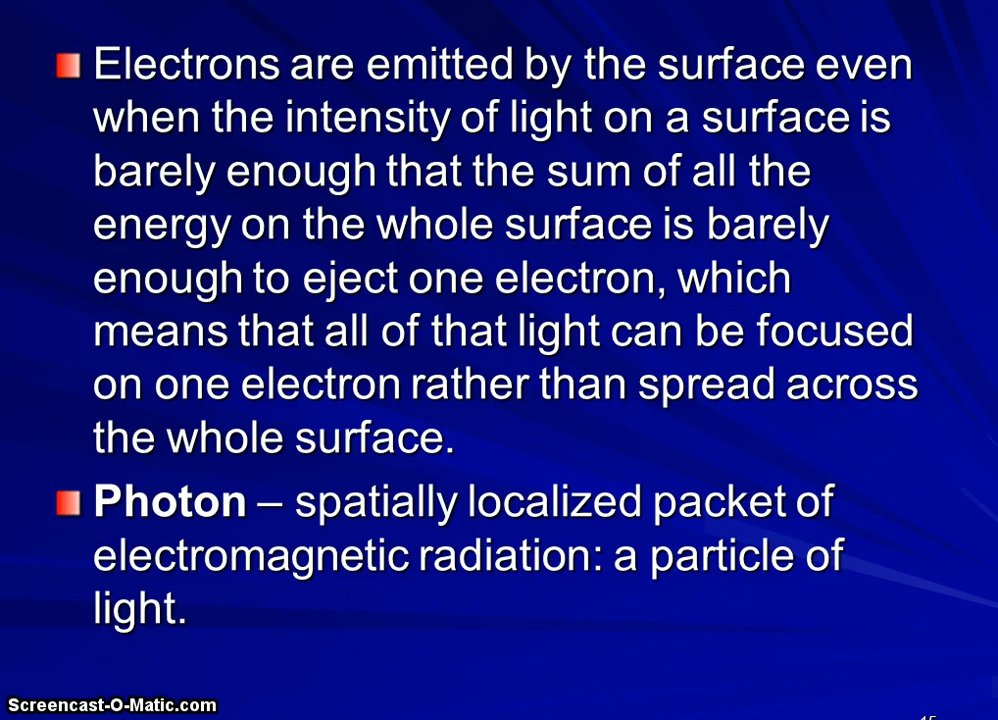 Electrons are emitted by the surface even
when the intensity of light on a surface is
barely enough that the sum of all the
energy on the whole surface is barely
enough to eject one electron, which
means that all of that light can be focused
on one electron rather than spread across
the whole surface.
Photon – spatially localized packet of
electromagnetic radiation: a particle of
light.
Screencast-O-Matic.com